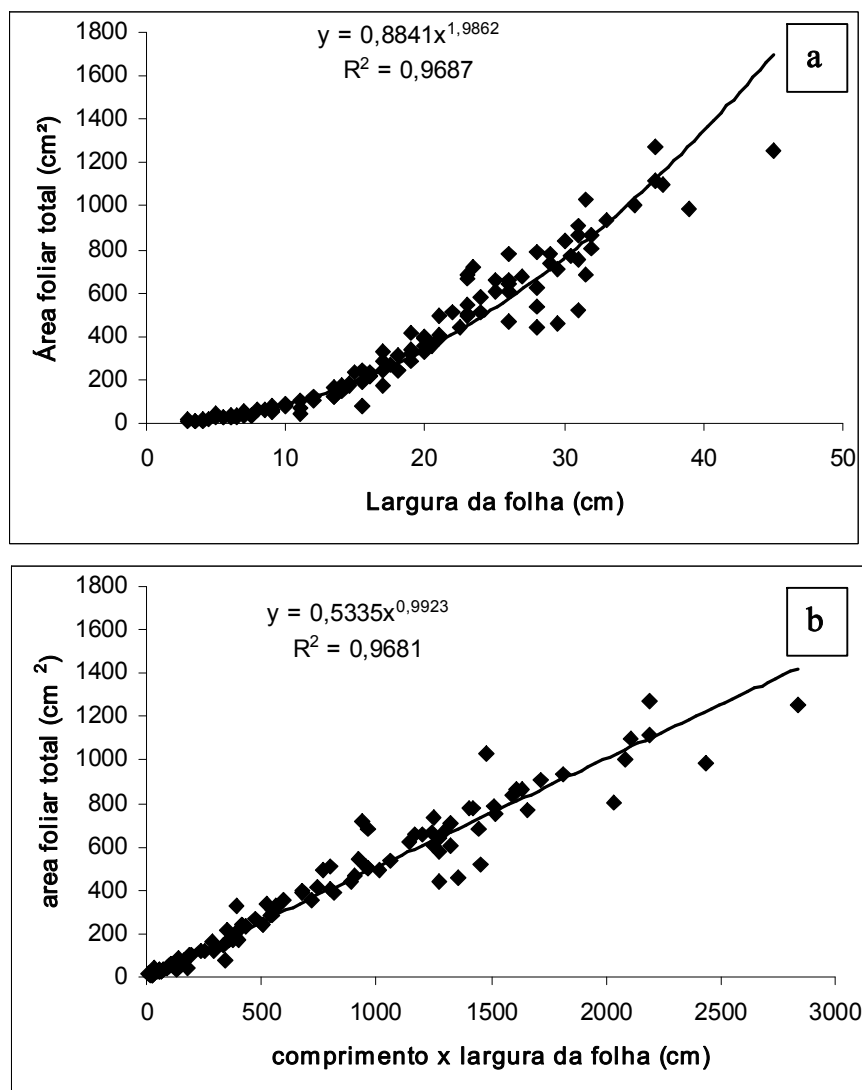 y = 0,8841x^1,9862
R² = 0,9687
a
1800
1600
1400
1200
1000
800
600
400
200
0
Área foliar total (cm²)
0 10 20 30 40 50
Largura da folha (cm)
y = 0,5335x^0,9923
R² = 0,9681
b
1800
1600
1400
1200
1000
800
600
400
200
0
area foliar total (cm ²)
0 500 1000 1500 2000 2500 3000
comprimento x largura da folha (cm)